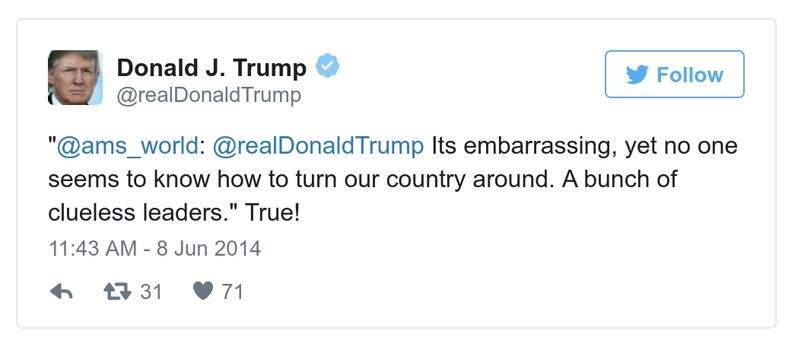 Donald J. Trump
@realDonaldTrump
Follow
"@ams_world: @realDonaldTrump Its embarrassing, yet no one
seems to know how to turn our country around. A bunch of
clueless leaders." True!
11:43 AM - 8 Jun 2014
31 71